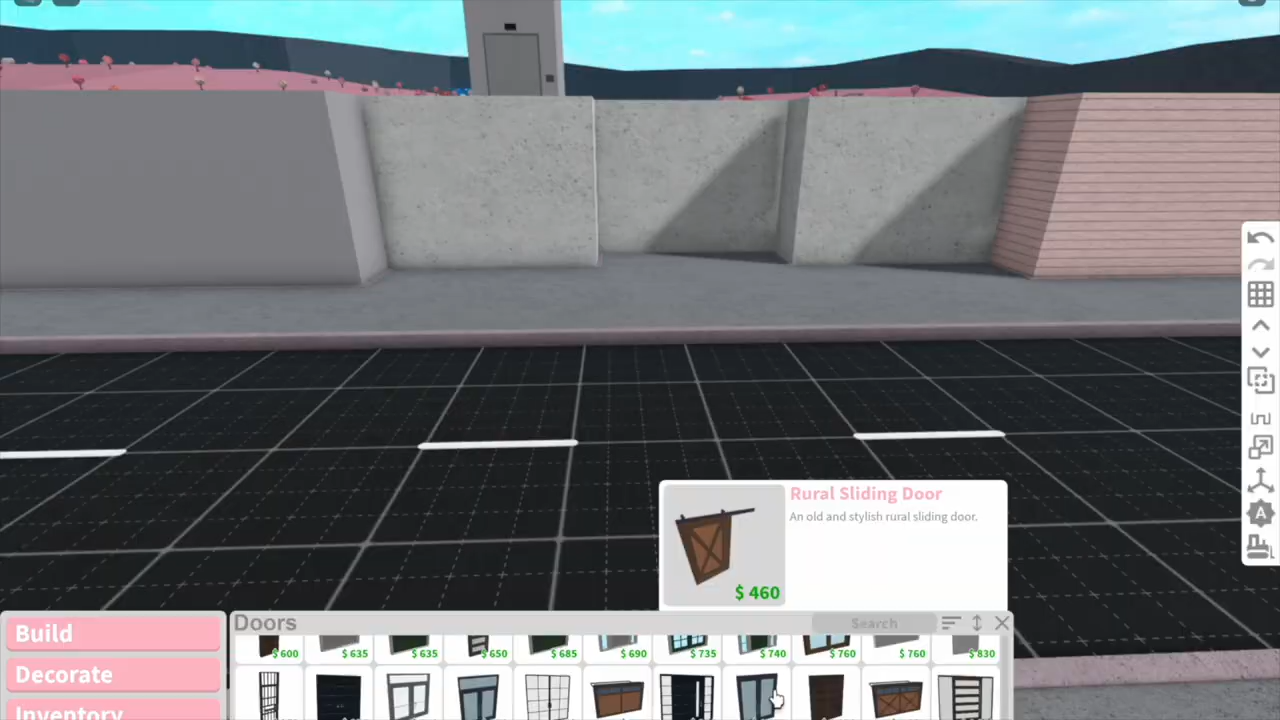 Rural Sliding Door
An old and stylish rural sliding door.
$ 460
Build
Decorate
Inventory
Doors
Search
$ 600
$ 635
$ 635
$ 650
$ 685
$ 690
$ 735
$ 740
$ 760
$ 760
$ 830